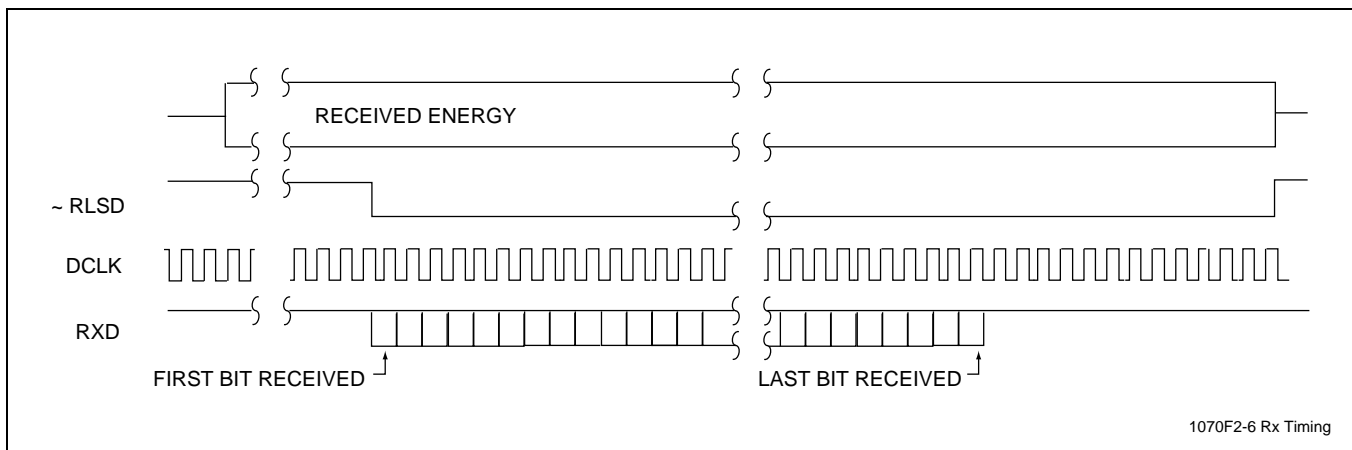 RECEIVED ENERGY
~ RLSD
DCLK
RXD
FIRST BIT RECEIVED
LAST BIT RECEIVED
1070F2-6 Rx Timing